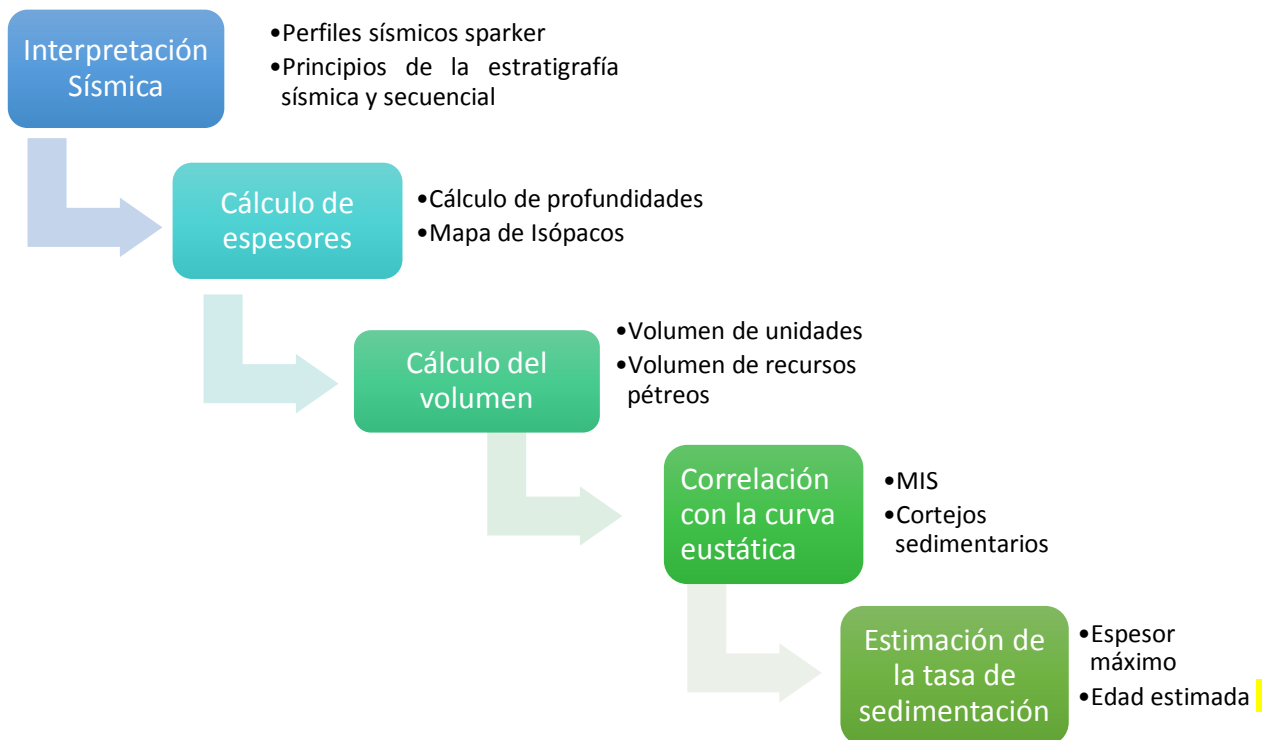 Interpretación
Sísmica
•Perfiles sísmicos sparker
•Principios de la estratigrafía
sísmica y secuencial
Cálculo de
espesores
•Cálculo de profundidades
•Mapa de Isópacos
Cálculo del
volumen
•Volumen de unidades
•Volumen de recursos
pétreos
Correlación
con la curva
eustática
•MIS
•Cortejos
sedimentarios
Estimación de
la tasa de
sedimentación
•Espesor
máximo
•Edad estimada